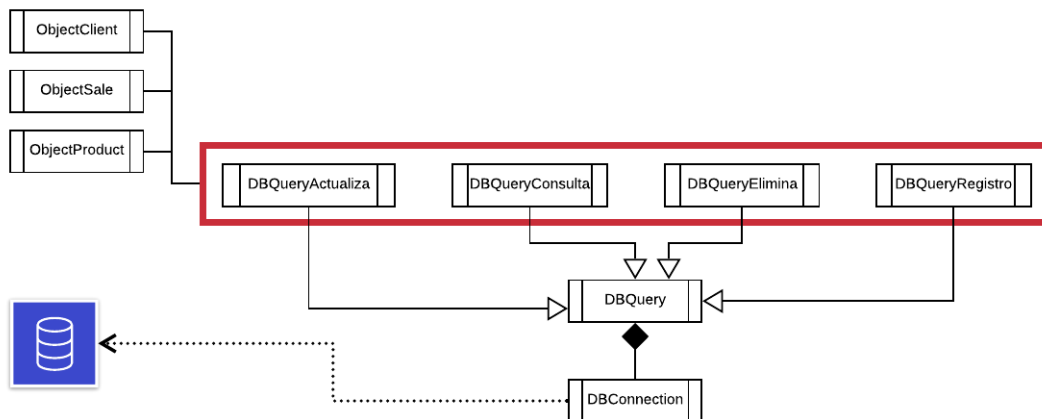 ObjectClient
ObjectSale
ObjectProduct
DBQueryActualiza
DBQueryConsulta
DBQueryElimina
DBQueryRegistro
DBQuery
DBConnection